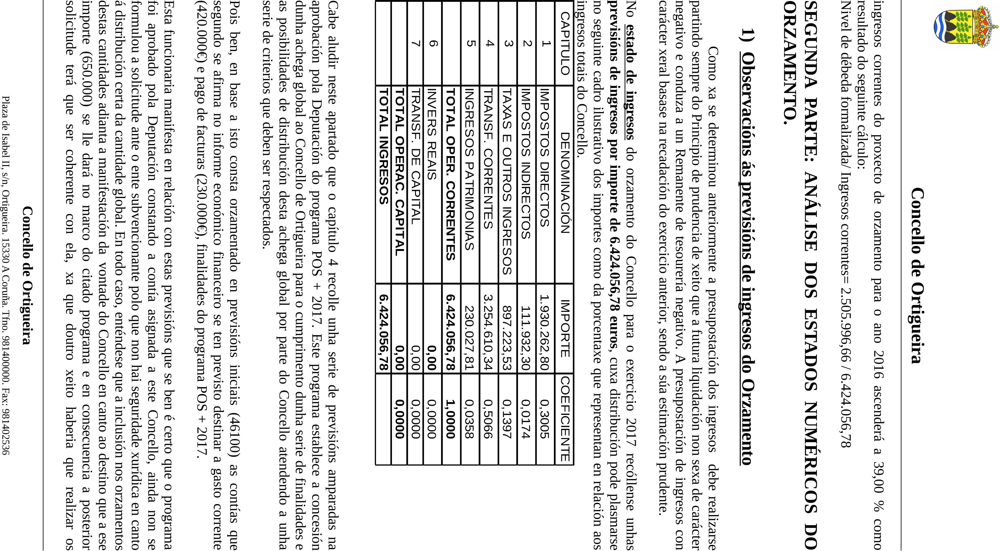 Concello de Ortigueira
ingresos correntes do proxecto de orzamento para o ano 2016 ascenderá a 39,00 % como
resultado do seguinte cálculo:
Nivel de débeda formalizada/ Ingresos correntes= 2.505.996,66 / 6.424.056,78
SEGUNDA PARTE: ANÁLISE DOS ESTADOS NUMÉRICOS DO
ORZAMENTO.
1) Observacións ás previsións de ingresos do Orzamento
Como xa se determinou anteriormente a presupostación dos ingresos debe realizarse
partindo sempre do Principio de prudencia de xeito que a futura liquidación non sexa de carácter
negativo e conduza a un Remanente de tesourería negativo. A presupostación de ingresos con
carácter xeral basase na recadación do exercicio anterior, sendo a súa estimación prudente.
No estado de ingresos do orzamento do Concello para o exercicio 2017 recóllense unhas
previsións de ingresos por importe de 6.424.056,78 euros, cuxa distribución pode plasmarse
no seguinte cadro ilustrativo dos importes como da porcentaxe que representan en relación aos
ingresos totais do Concello.
CAPITULO DENOMINACIÓN IMPORTE COEFICIENTE
1 IMPOSTOS DIRECTOS 1.930.262,80 0,3005
2 IMPOSTOS INDIRECTOS 111.932,30 0,0174
3 TAXAS E OUTROS INGRESOS 897.223,53 0,1397
4 TRANSF. CORRENTES 3.254.610,34 0,5066
5 INGRESOS PATRIMONIAS 230.027,81 0,0358
TOTAL OPER. CORRENTES 6.424.056,78 1,0000
6 INVERS REAIS 0,00 0,0000
7 TRANSF. DE CAPITAL 0,00 0,0000
TOTAL OPERAC. CAPITAL 0,00 0,0000
TOTAL INGRESOS 6.424.056,78
Cabe aludir neste apartado que o capítulo 4 recolle unha serie de previsións amparadas na
aprobación pola Deputación do programa POS + 2017. Este programa establece a concesión
dunha achega global ao Concello de Ortigueira para o cumprimento dunha serie de finalidades e
as posibilidades de distribución desta achega global por parte do Concello atendendo a unha
serie de criterios que deben ser respectados.
Pois ben, en base a isto consta orzamentado en previsións iniciais (46100) as contías que
segundo se afirma no informe económico financeiro se ten previsto destinar a gasto corrente
(420.000€) e pago de facturas (230.000€), finalidades do programa POS + 2017.
Esta funcionaria manifesta en relación con estas previsións que se ben é certo que o programa
foi aprobado pola Deputación constando a contía asignada a este Concello, ainda non se
formulou a solicitude ante o ente subvencionante polo que non hai seguridade xurídica en canto
á distribución certa da cantidade global. En todo caso, enténdese que a inclusión nos orzamentos
destas cantidades adianta a manifestación da vontade do Concello en canto ao destino que a ese
importe (650.000) se lle dará no marco do citado programa e en consecuencia a posterior
solicitude terá que ser coherente con ela, xa que doutro xeito haberia que realizar os
Concello de Ortigueira
Plaza de Isabel II, s/n, Ortigueira. 15330 A Coruña. Tfno. 981400000. Fax: 981402536